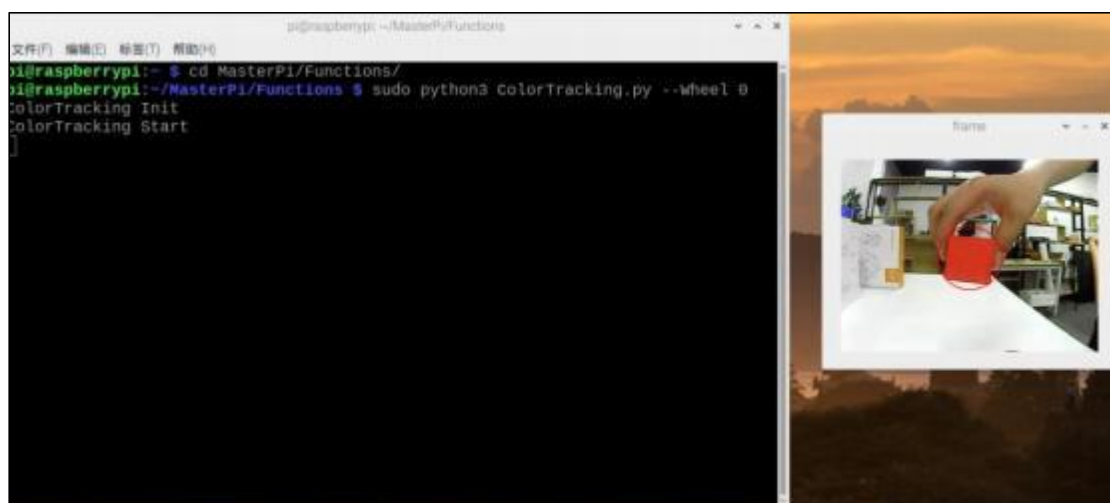 pi@raspberrypi: ~/MasterPi/Functions
文件(F) 编辑(E) 标签(T) 帮助(H)
pi@raspberrypi:~ $ cd MasterPi/Functions/
pi@raspberrypi:~/MasterPi/Functions $ sudo python3 ColorTracking.py --Wheel 0
ColorTracking Init
ColorTracking Start
frame